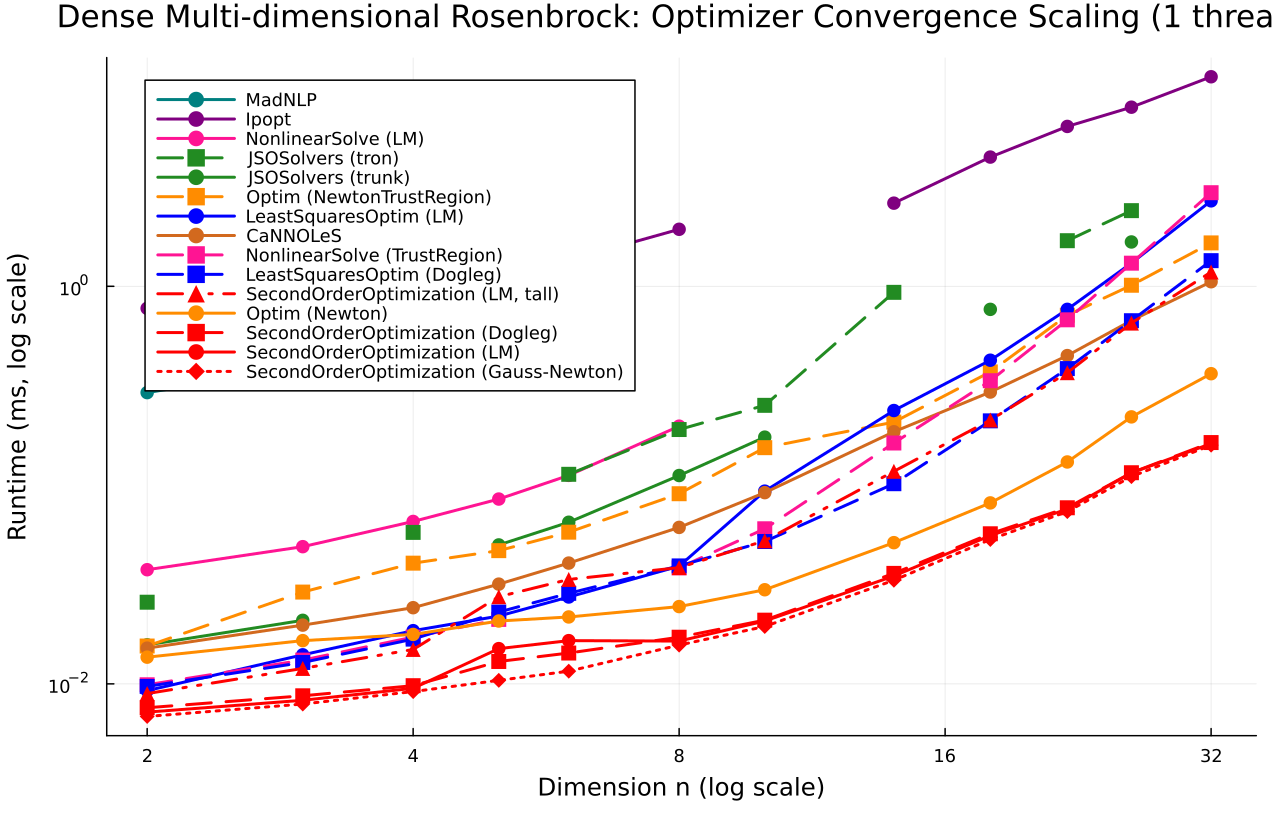 Dense Multi-dimensional Rosenbrock: Optimizer Convergence Scaling (1 threa
MadNLP
Ipopt
NonlinearSolve (LM)
JSOSolvers (tron)
JSOSolvers (trunk)
Optim (NewtonTrustRegion)
LeastSquaresOptim (LM)
CaNNOLeS
NonlinearSolve (TrustRegion)
LeastSquaresOptim (Dogleg)
SecondOrderOptimization (LM, tall)
Optim (Newton)
SecondOrderOptimization (Dogleg)
SecondOrderOptimization (LM)
SecondOrderOptimization (Gauss-Newton)
Runtime (ms, log scale)
10⁰
10⁻²
2 4 8 16 32
Dimension n (log scale)